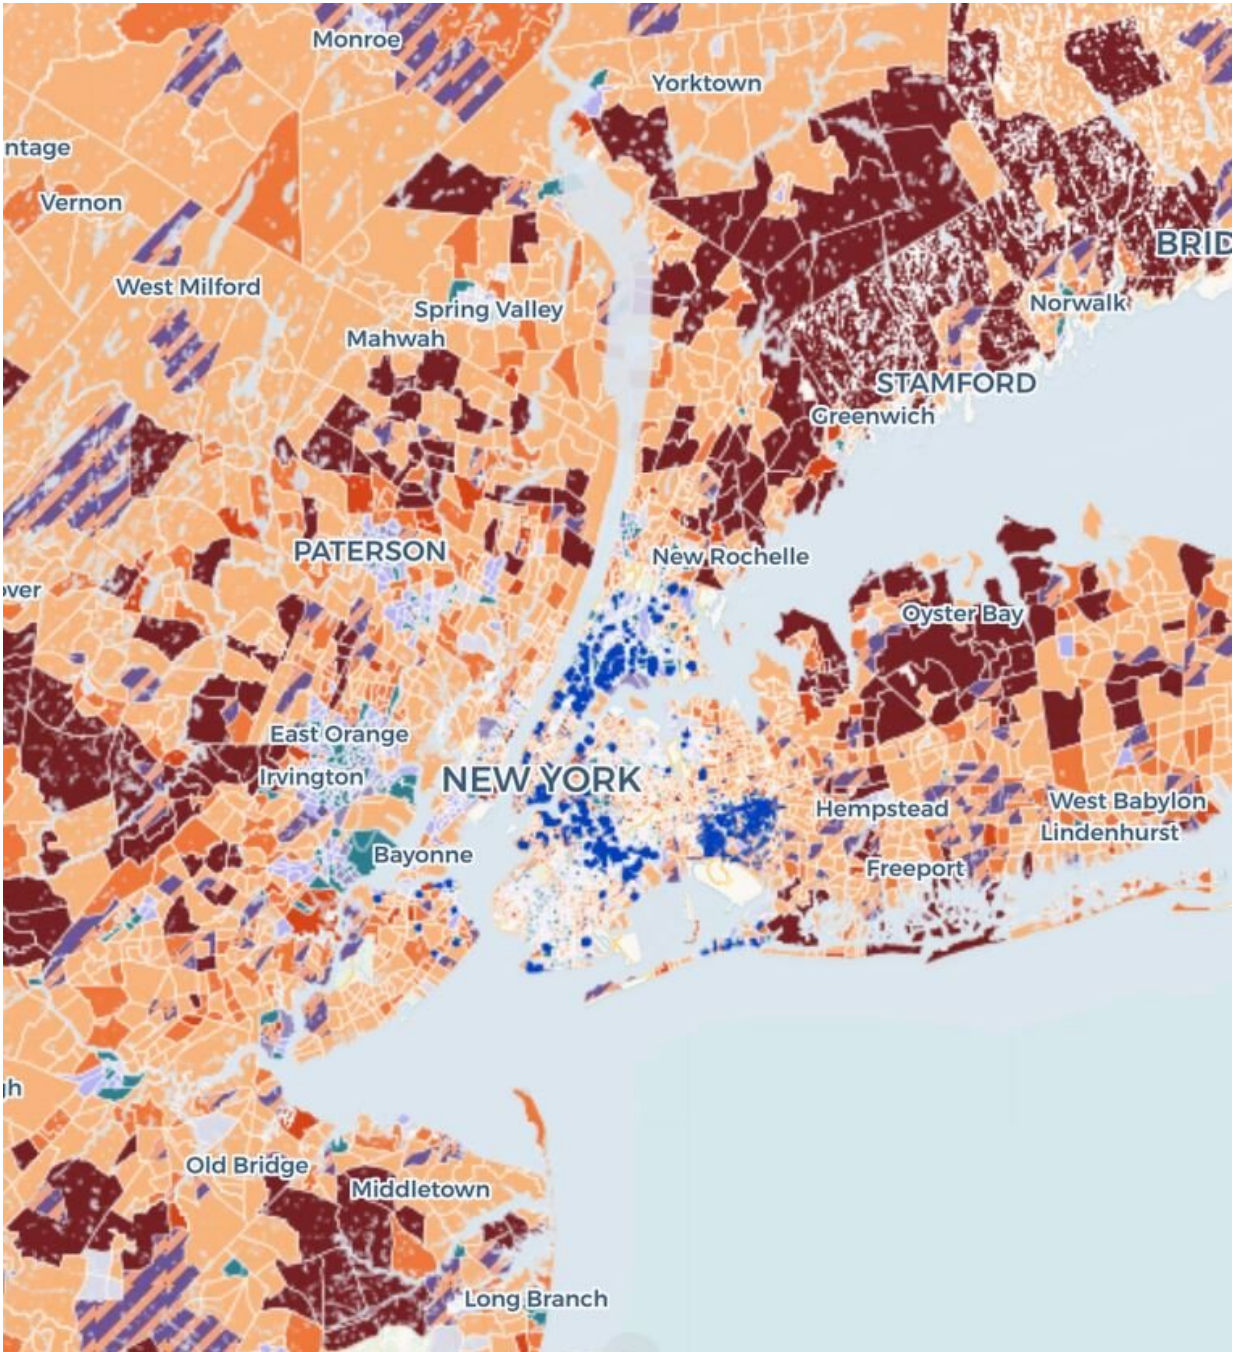 Monroe
Yorktown
ntage
Vernon
BRID
West Milford
Norwalk
Spring Valley
Mahwah
STAMFORD
Greenwich
PATERSON
New Rochelle
over
Oyster Bay
East Orange
Irvington
NEW YORK
Hempstead
West Babylon
Lindenhurst
Bayonne
Freeport
gh
Old Bridge
Middletown
Long Branch